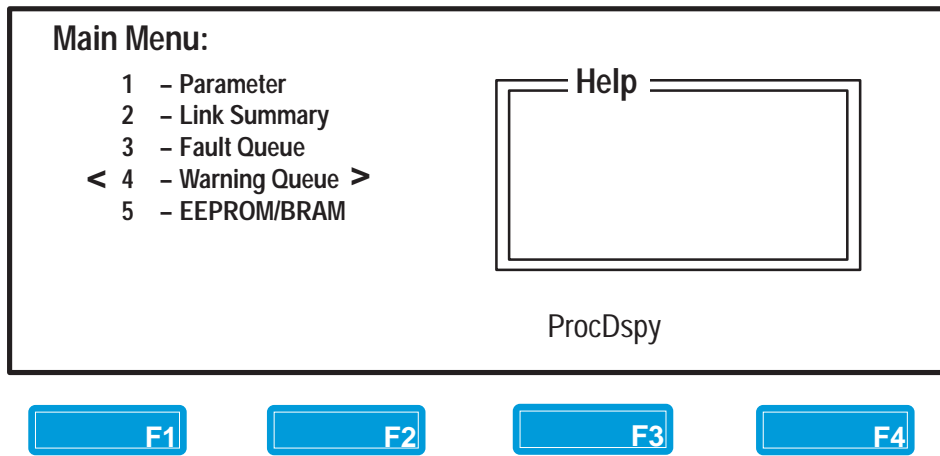 Main Menu:
1 – Parameter
2 – Link Summary
3 – Fault Queue
< 4 – Warning Queue >
5 – EEPROM/BRAM
Help
ProcDspy
F1 F2 F3 F4